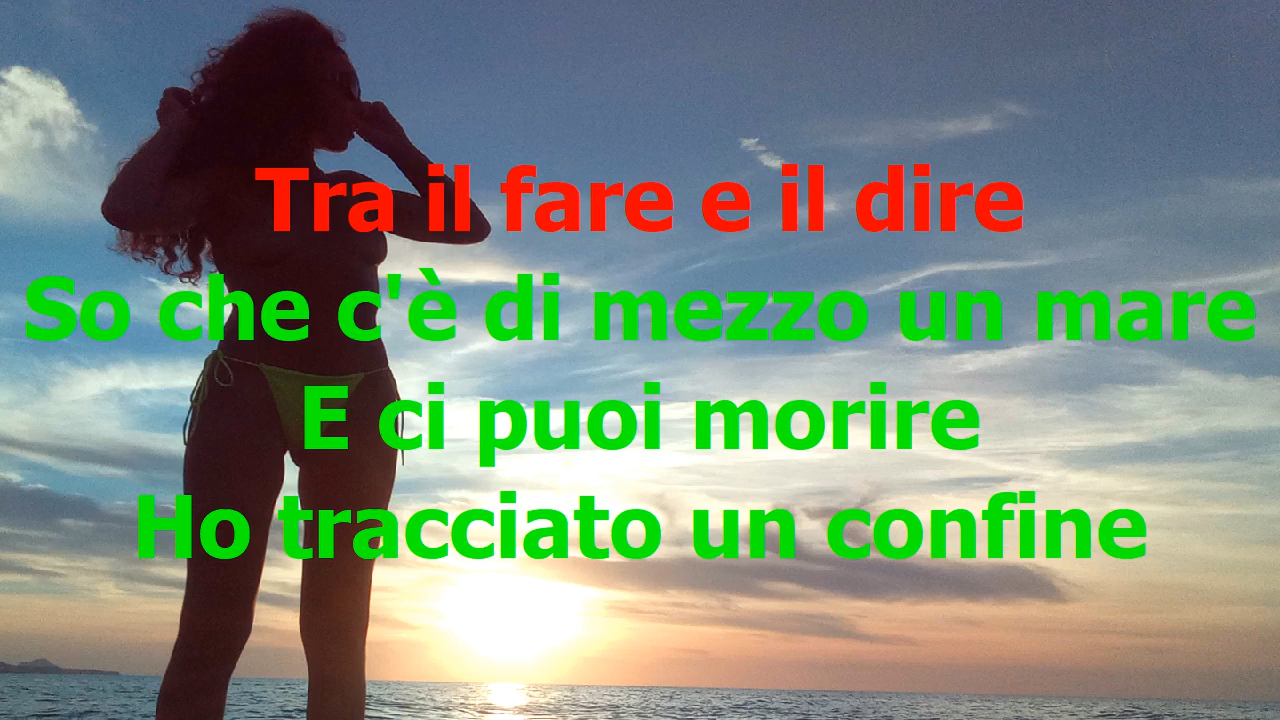 Tra il fare e il dire
So che c'è di mezzo un mare
E ci puoi morire
Ho tracciato un confine